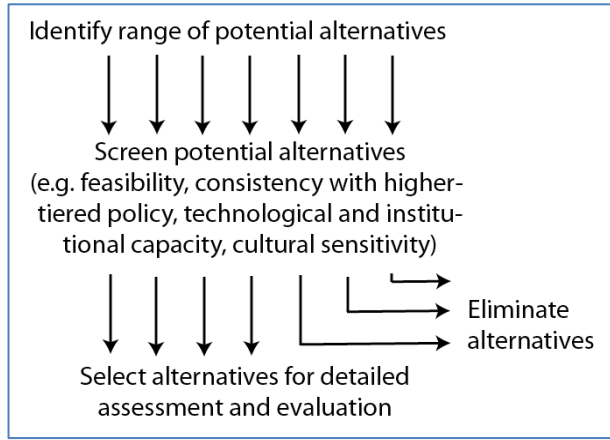 Identify range of potential alternatives
Screen potential alternatives
(e.g. feasibility, consistency with higher-
tiered policy, technological and institu-
tional capacity, cultural sensitivity)
Eliminate
alternatives
Select alternatives for detailed
assessment and evaluation